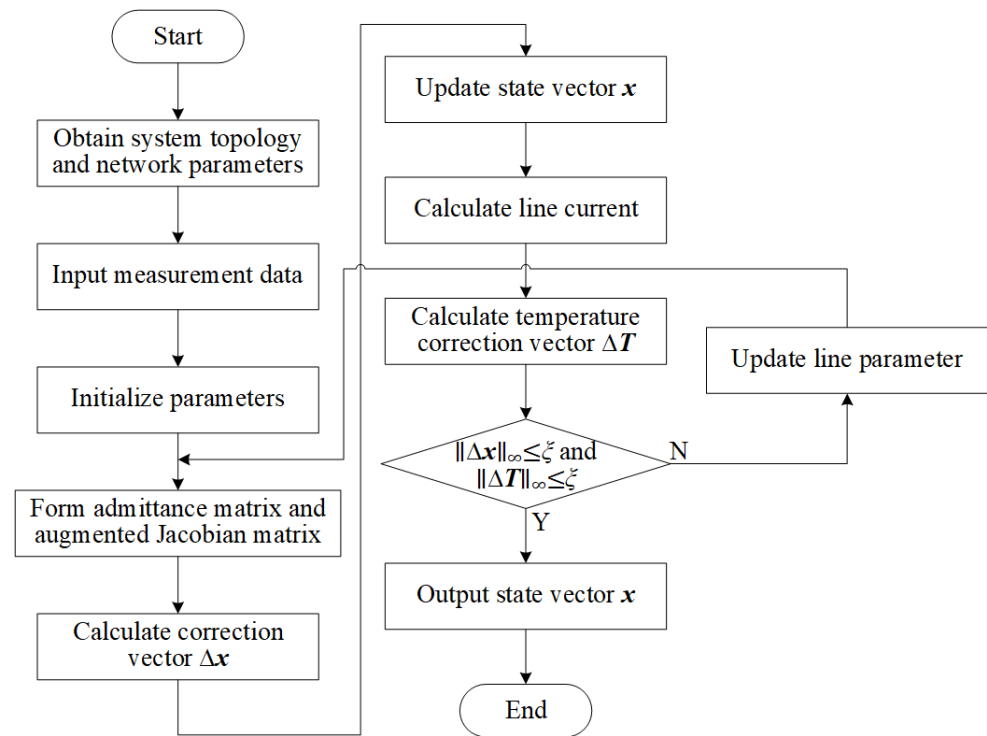 Start
Obtain system topology
and network parameters
Input measurement data
Initialize parameters
Form admittance matrix and
augmented Jacobian matrix
Calculate correction
vector Δx
Update state vector x
Calculate line current
Calculate temperature
correction vector ΔT
‖Δx‖∞≤ξ and
‖ΔT‖∞≤ξ
N
Y
Update line parameter
Output state vector x
End